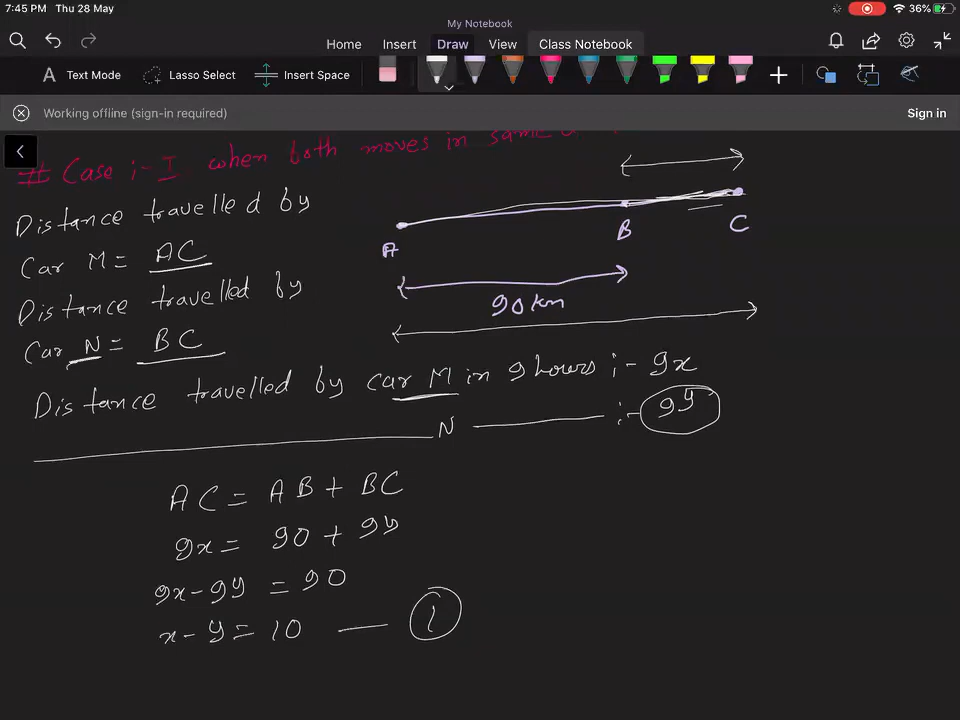 7:45 PM Thu 28 May
36%
My Notebook
Home Insert Draw View Class Notebook
Text Mode Lasso Select Insert Space
Working offline (sign-in required) Sign in
# Case :- I when both moves in same
Distance travelled by
Car M = AC
Distance travelled by
Car N = BC
A B C
90 km
Distance travelled by car M in 9 hours :- 9x
N :- 9y
AC = AB + BC
9x = 90 + 9y
9x - 9y = 90
x - y = 10 — 1